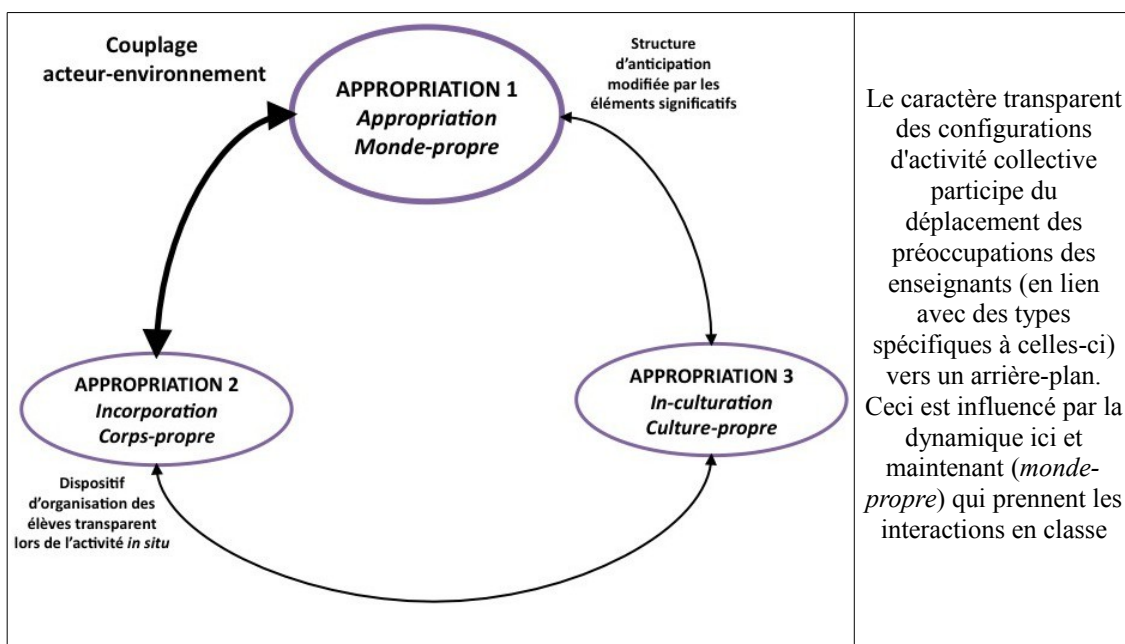 Couplage
acteur-environnement
APPROPRIATION 1
Appropriation
Monde-propre
Structure
d'anticipation
modifiée par les
éléments significatifs
APPROPRIATION 2
Incorporation
Corps-propre
Dispositif
d'organisation des
élèves transparent
lors de l'activité in situ
APPROPRIATION 3
In-culturation
Culture-propre
Le caractère transparent
des configurations
d'activité collective
participe du
déplacement des
préoccupations des
enseignants (en lien
avec des types
spécifiques à celles-ci)
vers un arrière-plan.
Ceci est influencé par la
dynamique ici et
maintenant (monde-
propre) qui prennent les
interactions en classe